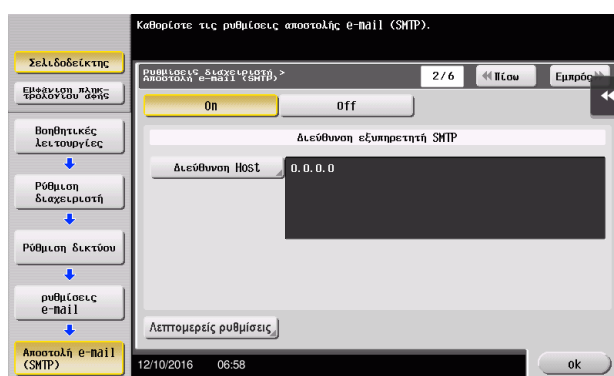 Καθορίστε τις ρυθμίσεις αποστολής e-mail (SMTP).
Σελιδοδείκτης
Εμφάνιση πληκ-
τρολογίου αφής
Βοηθητικές
λειτουργίες
Ρύθμιση
διαχειριστή
Ρύθμιση δικτύου
ρυθμίσεις
e-mail
Αποστολή e-mail
(SMTP)
Ρυθμίσεις διαχειριστή >
Αποστολή e-mail (SMTP)
2/6
Πίσω
Εμπρός
On
Off
Διεύθυνση εξυπηρετητή SMTP
Διεύθυνση Host
0.0.0.0
Λεπτομερείς ρυθμίσεις
12/10/2016 06:58
ok